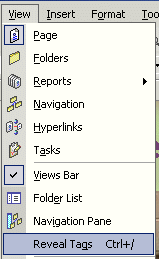 View Insert Format Too
Page
Folders
Reports
Navigation
Hyperlinks
Tasks
Views Bar
Folder List
Navigation Pane
Reveal Tags Ctrl+/